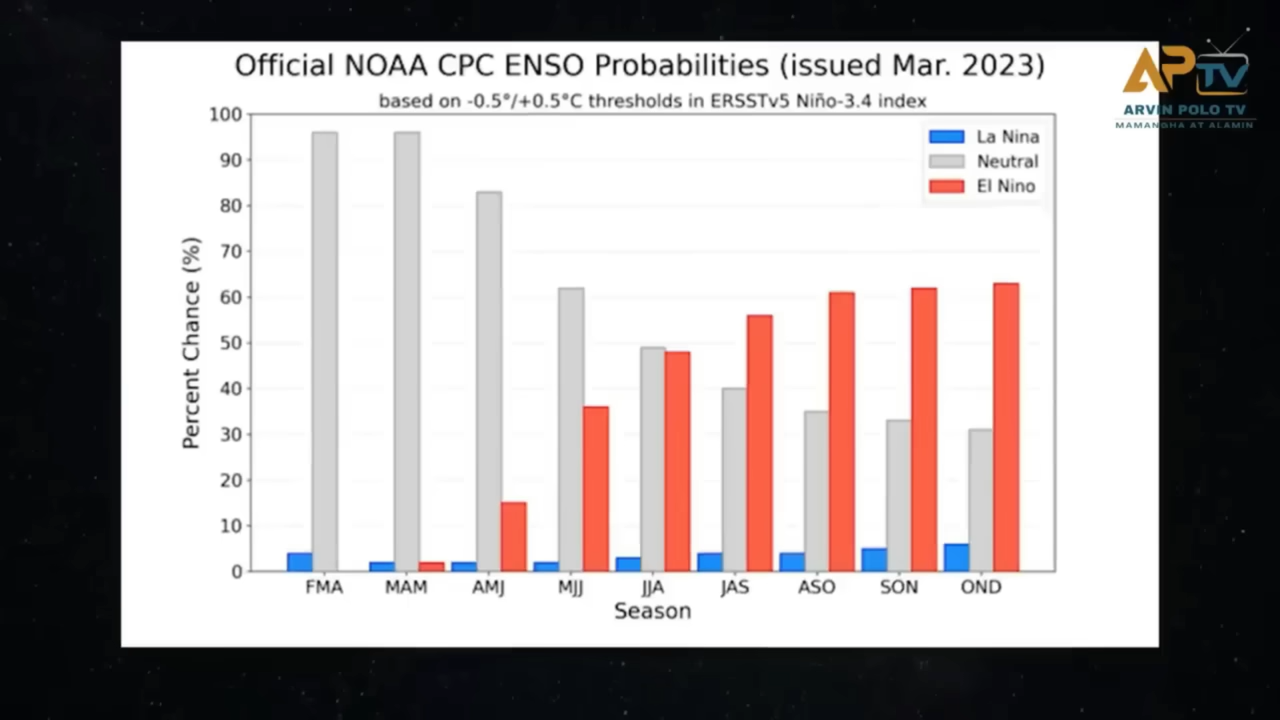 Official NOAA CPC ENSO Probabilities (issued Mar. 2023)
based on -0.5°/+0.5°C thresholds in ERSSTv5 Niño-3.4 index
APTV
ARVIN POLO TV
MAMANGHA AT ALAMIN
La Nina
Neutral
El Nino
Percent Chance (%)
100
90
80
70
60
50
40
30
20
10
0
FMA MAM AMJ MJJ JJA JAS ASO SON OND
Season